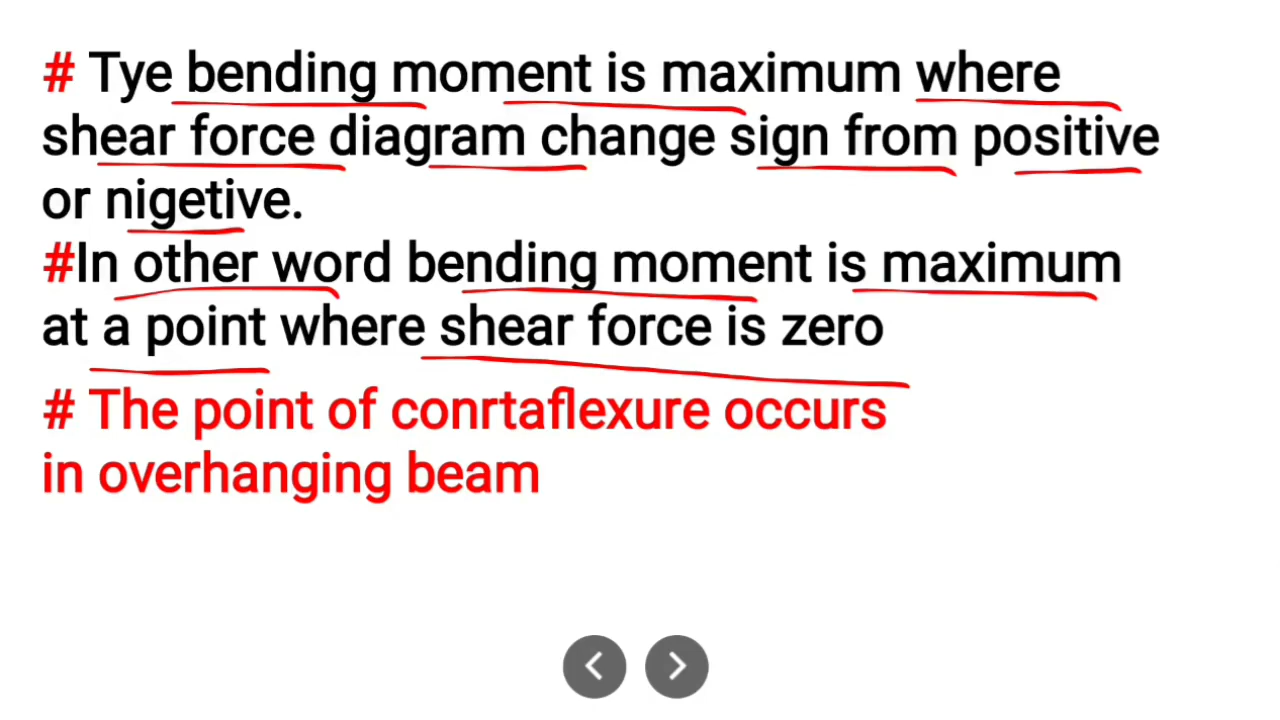 # Tye bending moment is maximum where
shear force diagram change sign from positive
or nigetive.
#In other word bending moment is maximum
at a point where shear force is zero
# The point of conrtaflexure occurs
in overhanging beam